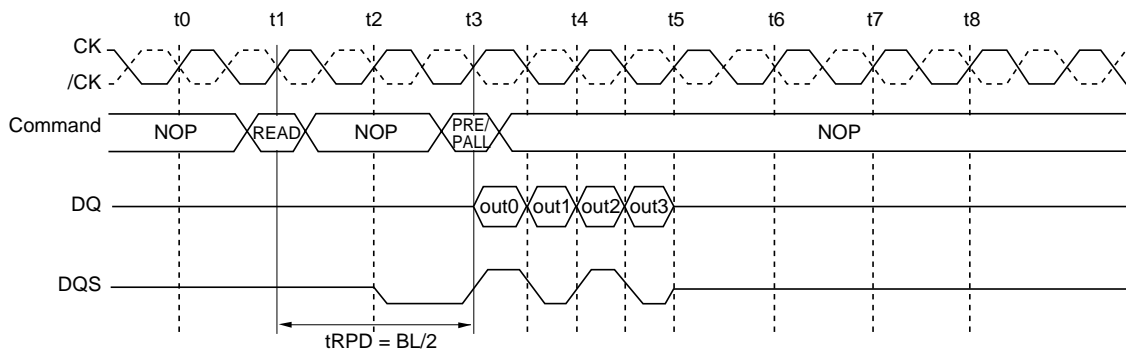 t0 t1 t2 t3 t4 t5 t6 t7 t8
CK
/CK
Command NOP READ NOP PRE/ PALL NOP
DQ out0 out1 out2 out3
DQS
tRPD = BL/2